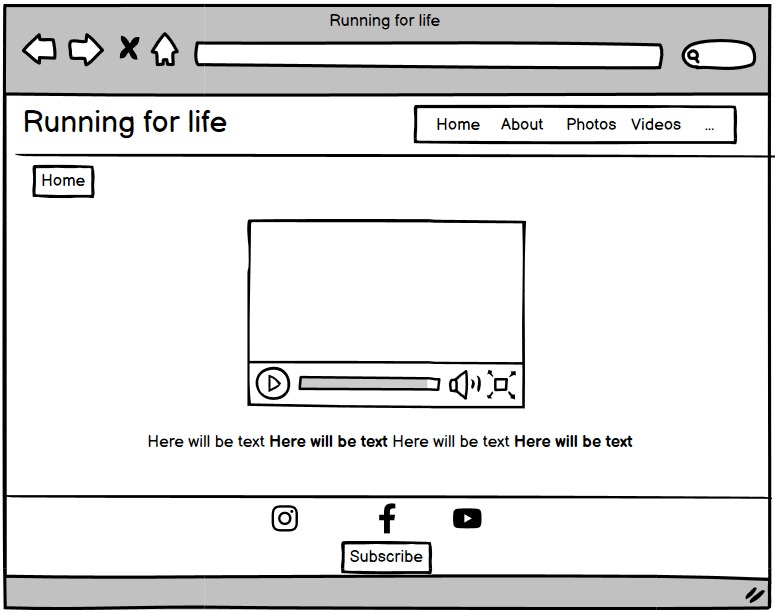 Running for life
Running for life Home About Photos Videos ...
Home
Here will be text Here will be text Here will be text Here will be text
Subscribe